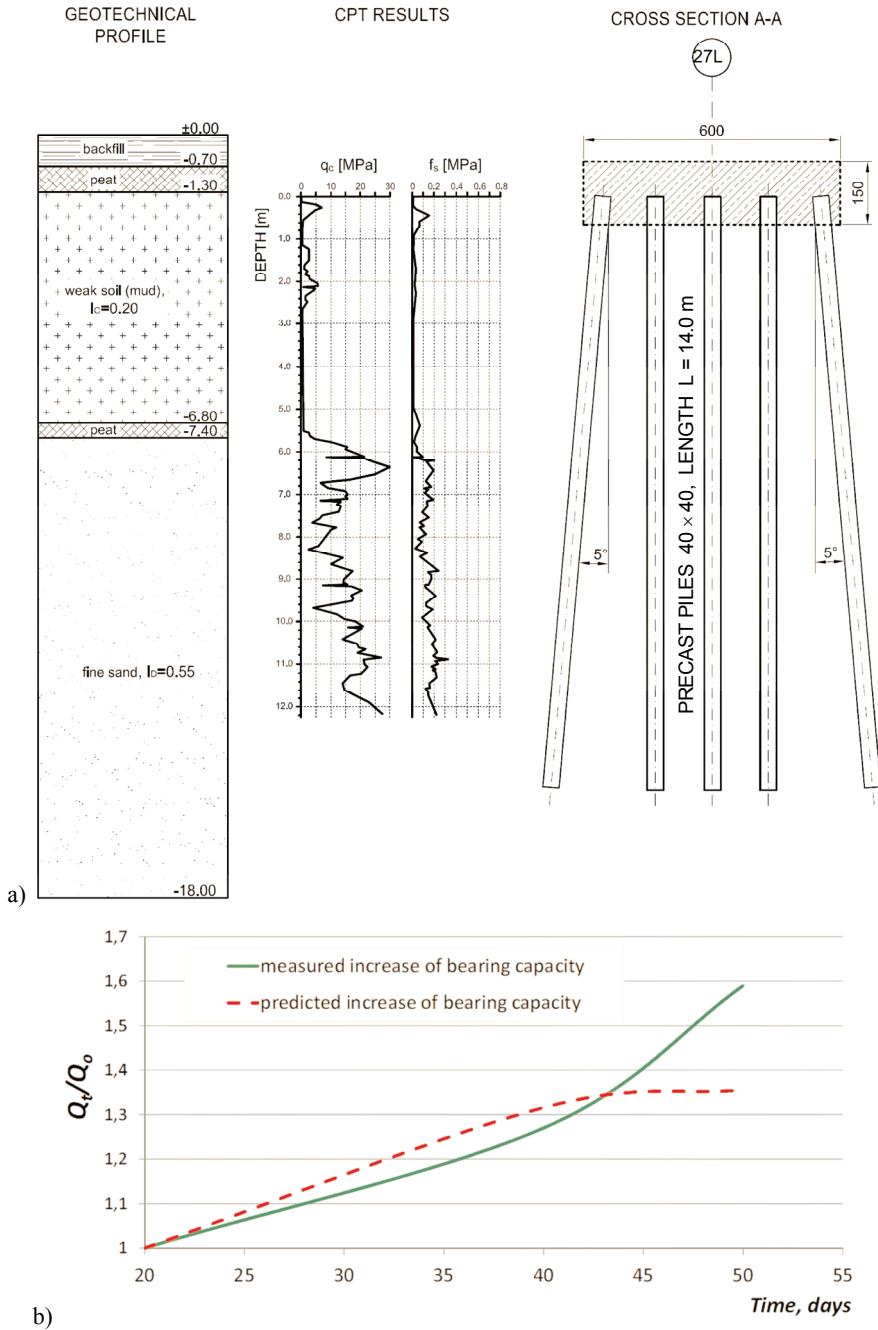 GEOTECHNICAL
PROFILE
CPT RESULTS
CROSS SECTION A-A
27L
±0.00
backfill
-0.70
peat
-1.30
weak soil (mud),
IC=0.20
-6.80
peat
-7.40
fine sand, ID=0.55
-18.00
a)
qc [MPa]
fs [MPa]
0 5 10 15 20 25 30
0 0.2 0.4 0.6 0.8
DEPTH [m]
0.0
1,0
2.0
3.0
4.0
5.0
6.0
7.0
8.0
9.0
10.0
11.0
12.0
600
150
PRECAST PILES 40 × 40, LENGTH L = 14.0 m
5°
5°
1,7
1,6
1,5
1,4
1,3
1,2
1,1
1
Qt/Qo
measured increase of bearing capacity
predicted increase of bearing capacity
20 25 30 35 40 45 50 55
Time, days
b)